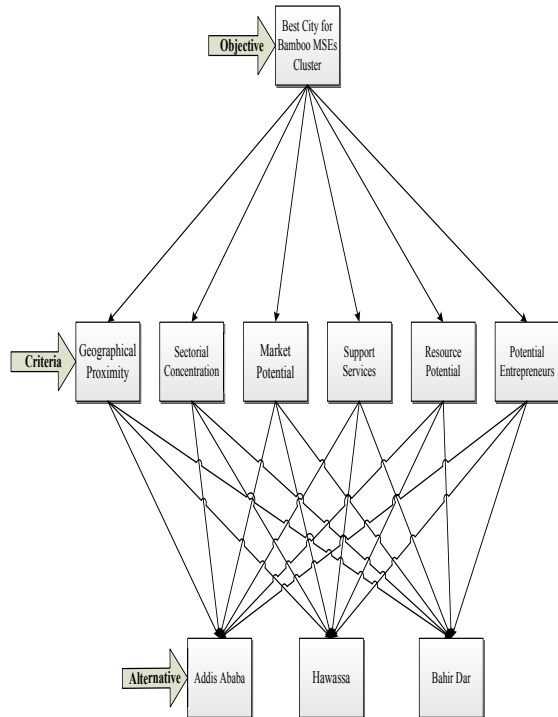 Objective
Best City for
Bamboo MSEs
Cluster
Criteria
Geographical
Proximity
Sectorial
Concentration
Market
Potential
Support
Services
Resource
Potential
Potential
Entrepreneurs
Alternative
Addis Ababa
Hawassa
Bahir Dar